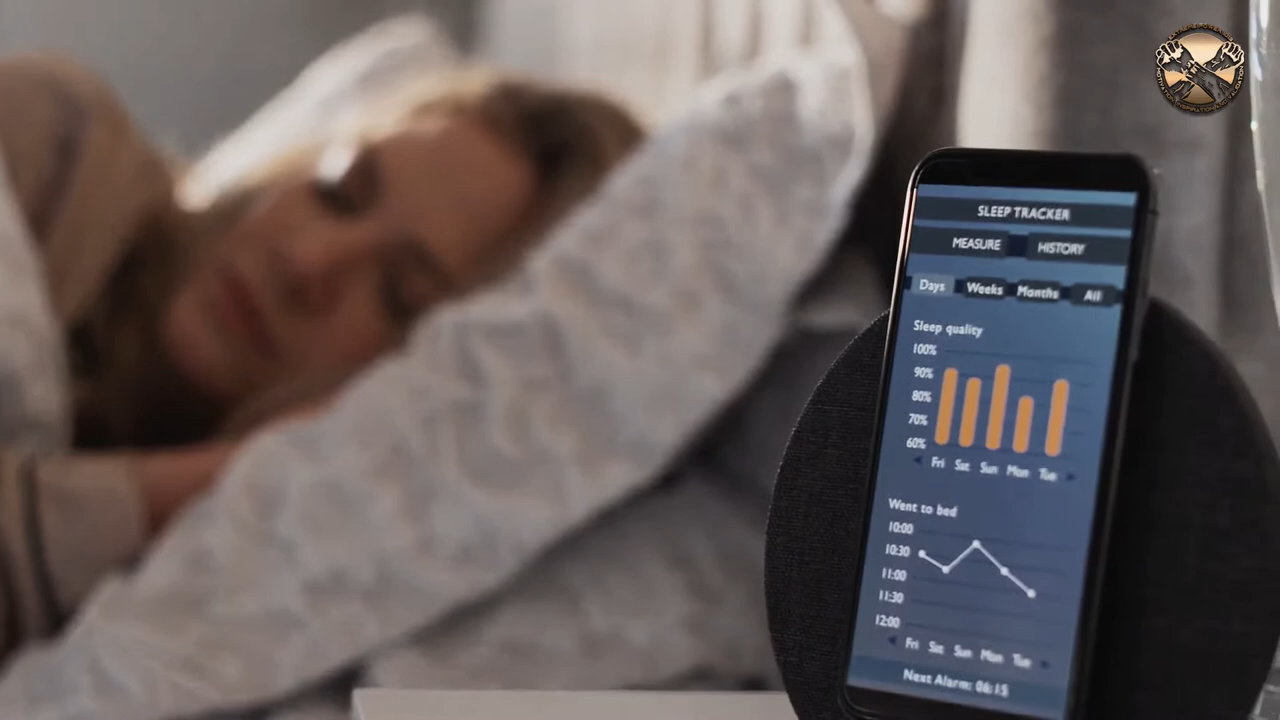 SLEEP TRACKER
MEASURE HISTORY
Days Weeks Months All
Sleep quality
100%
90%
80%
70%
60%
Fri Sat Sun Mon Tue
Went to bed
10:00
10:30
11:00
11:30
12:00
Fri Sat Sun Mon Tue
Next Alarm: 06:15